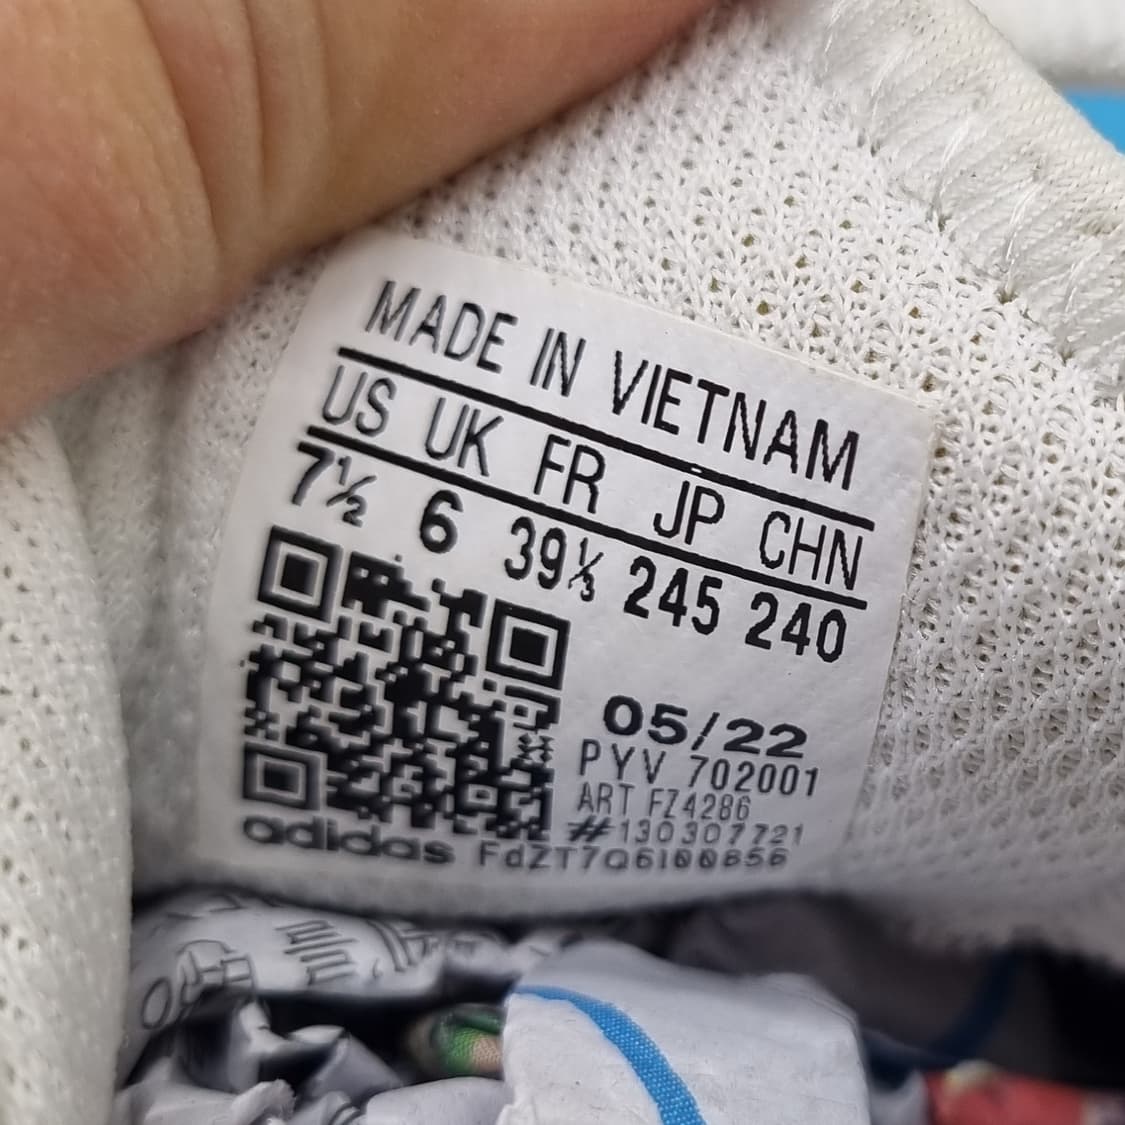 MADE IN VIETNAM
US UK FR JP CHN
7½ 6 39⅓ 245 240
05/22
PYV 702001
ART FZ4286
#130307721
adidas FdZT7Q6I00B56